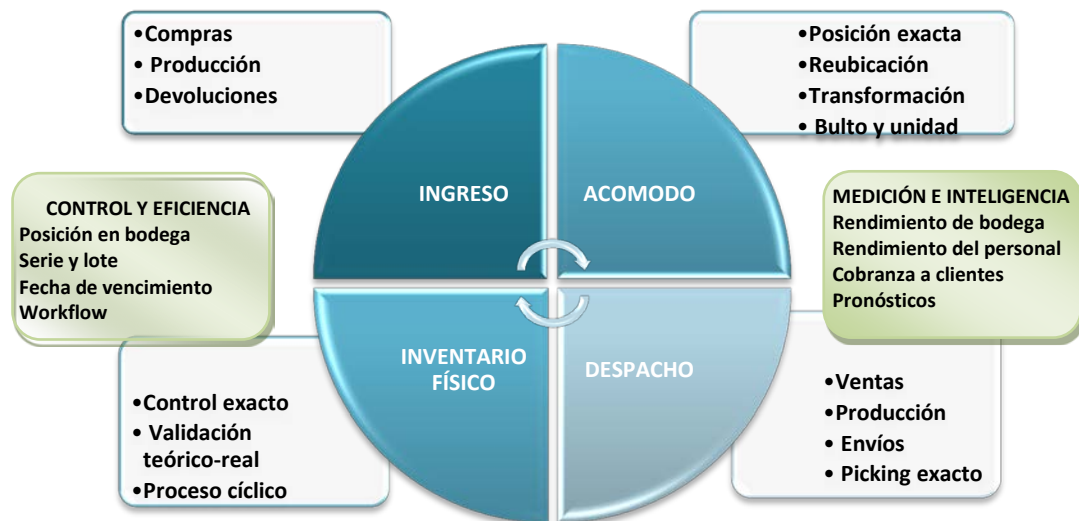 •Compras
• Producción
•Devoluciones
•Posición exacta
•Reubicación
•Transformación
• Bulto y unidad
INGRESO
ACOMODO
CONTROL Y EFICIENCIA
Posición en bodega
Serie y lote
Fecha de vencimiento
Workflow
MEDICIÓN E INTELIGENCIA
Rendimiento de bodega
Rendimiento del personal
Cobranza a clientes
Pronósticos
INVENTARIO
FÍSICO
DESPACHO
•Control exacto
• Validación
teórico-real
•Proceso cíclico
•Ventas
•Producción
• Envíos
• Picking exacto